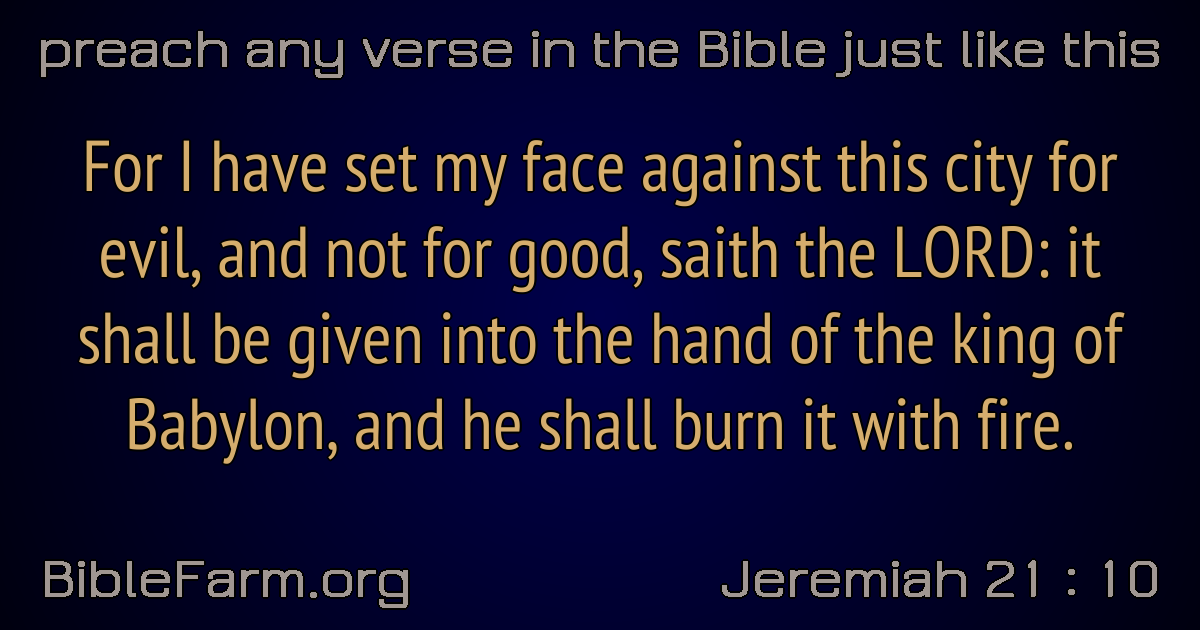 preach any verse in the Bible just like this
For I have set my face against this city for
evil, and not for good, saith the LORD: it
shall be given into the hand of the king of
Babylon, and he shall burn it with fire.
BibleFarm.org
Jeremiah 21 : 10